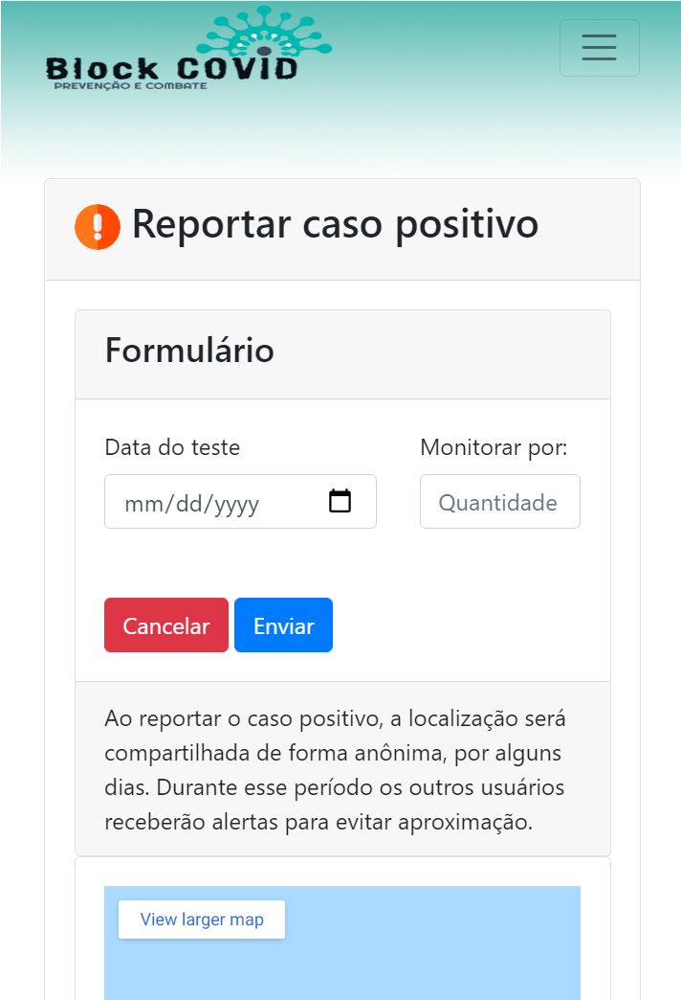 Block COVID
PREVENÇÃO E COMBATE
Reportar caso positivo
Formulário
Data do teste
Monitorar por:
mm/dd/yyyy
Quantidade
Cancelar
Enviar
Ao reportar o caso positivo, a localização será
compartilhada de forma anônima, por alguns
dias. Durante esse período os outros usuários
receberão alertas para evitar aproximação.
View larger map